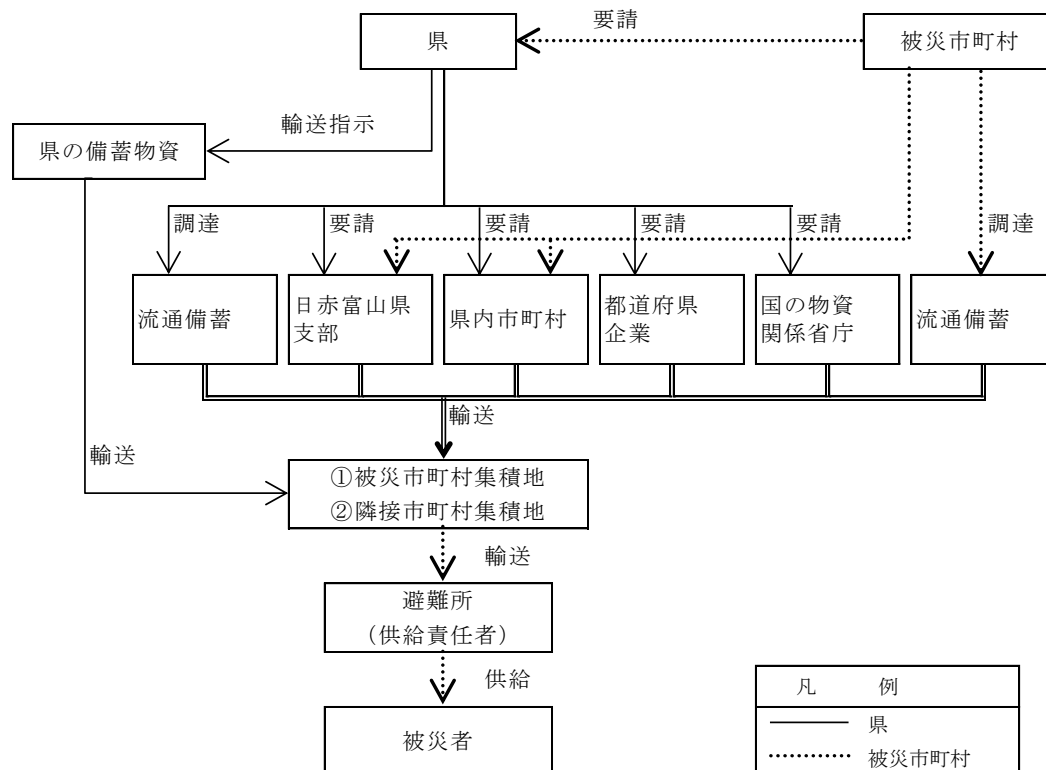 要請
県
被災市町村
輸送指示
県の備蓄物資
調達
要請
要請
要請
要請
調達
流通備蓄
日赤富山県
支部
県内市町村
都道府県
企業
国の物資
関係省庁
流通備蓄
輸送
輸送
①被災市町村集積地
②隣接市町村集積地
輸送
避難所
（供給責任者）
供給
被災者
凡　例
県
被災市町村